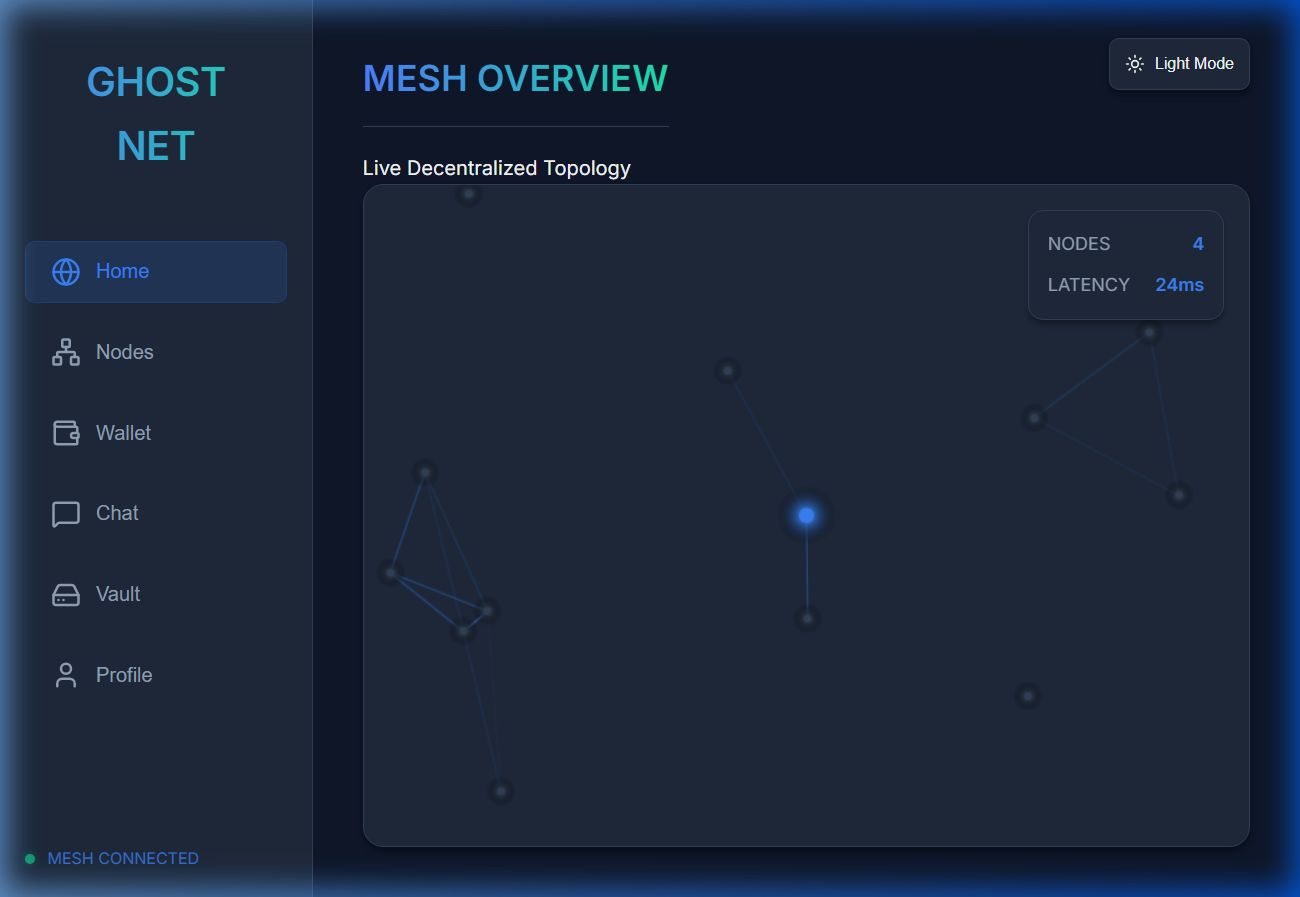 GHOST
NET
Home
Nodes
Wallet
Chat
Vault
Profile
MESH CONNECTED
MESH OVERVIEW
Light Mode
Live Decentralized Topology
NODES 4
LATENCY 24ms